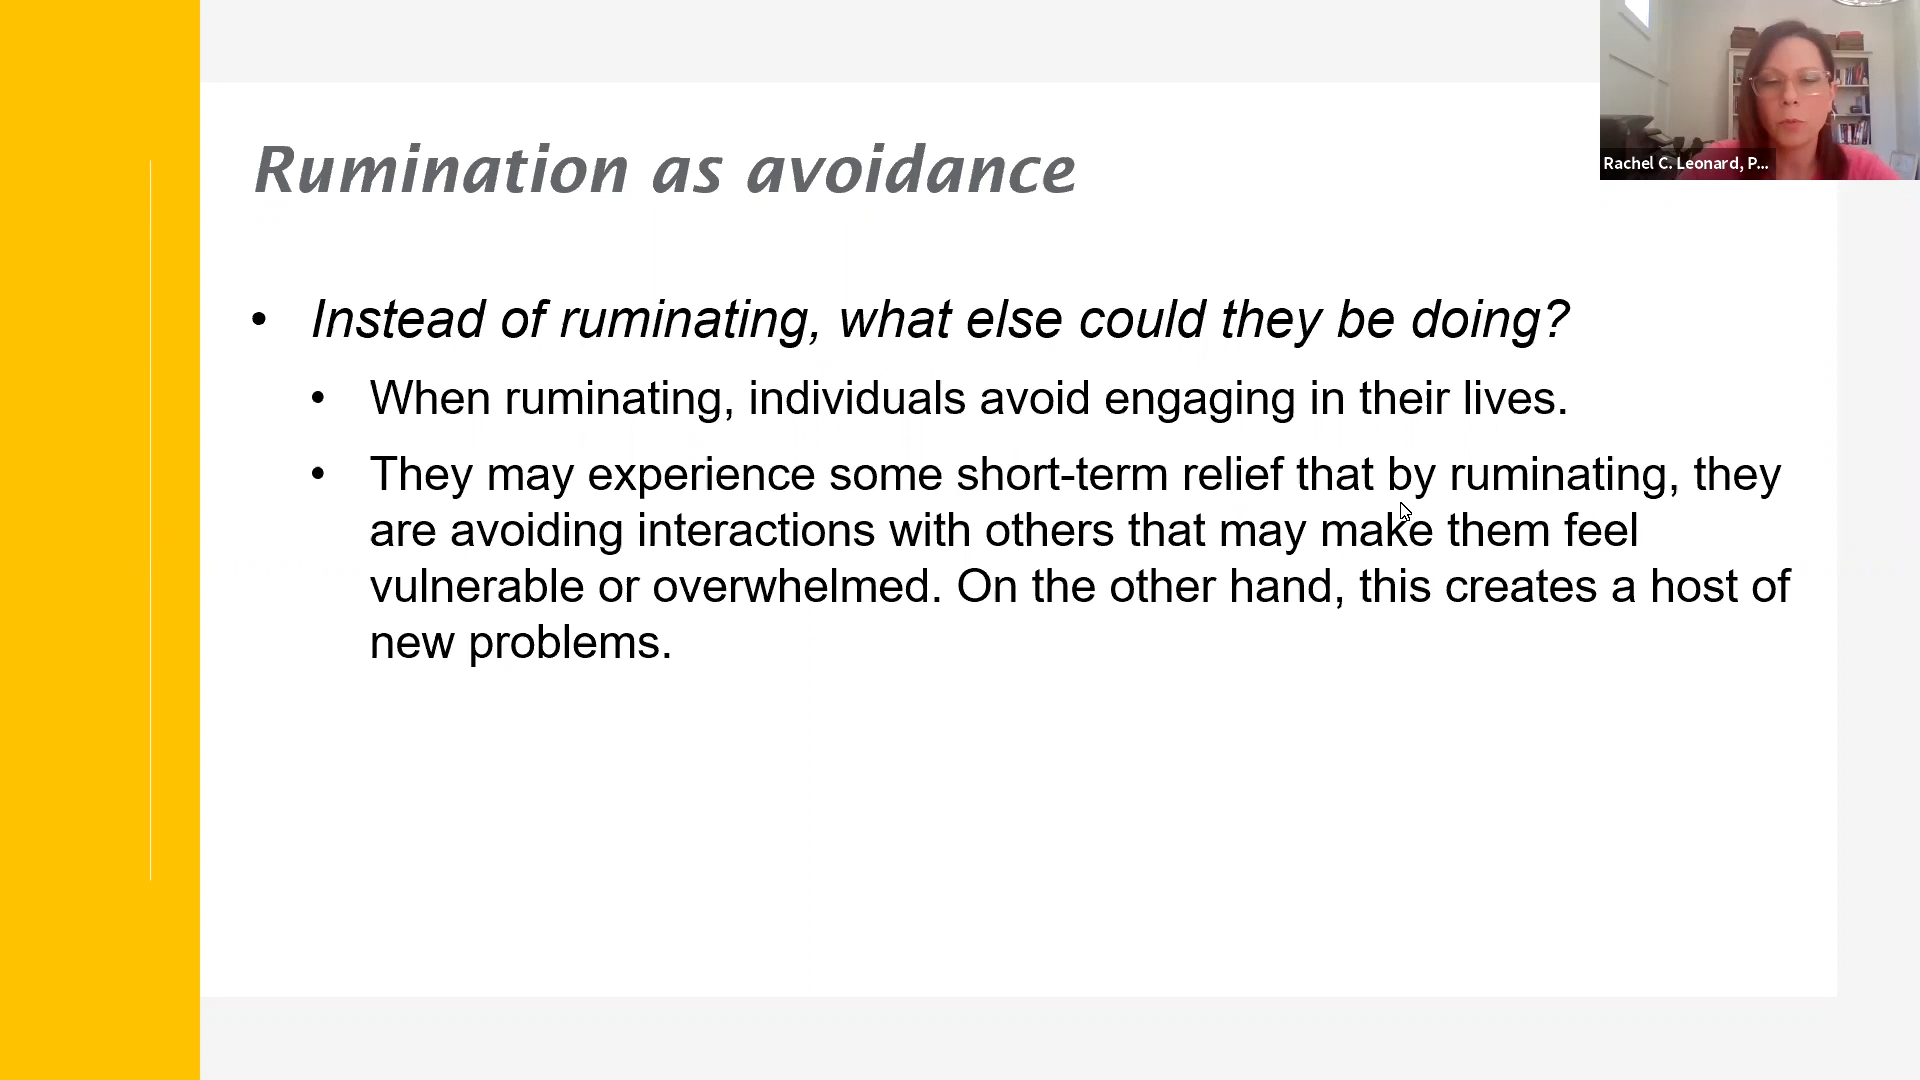 Rumination as avoidance
• Instead of ruminating, what else could they be doing?
• When ruminating, individuals avoid engaging in their lives.
• They may experience some short-term relief that by ruminating, they
are avoiding interactions with others that may make them feel
vulnerable or overwhelmed. On the other hand, this creates a host of
new problems.
Rachel C. Leonard, P...